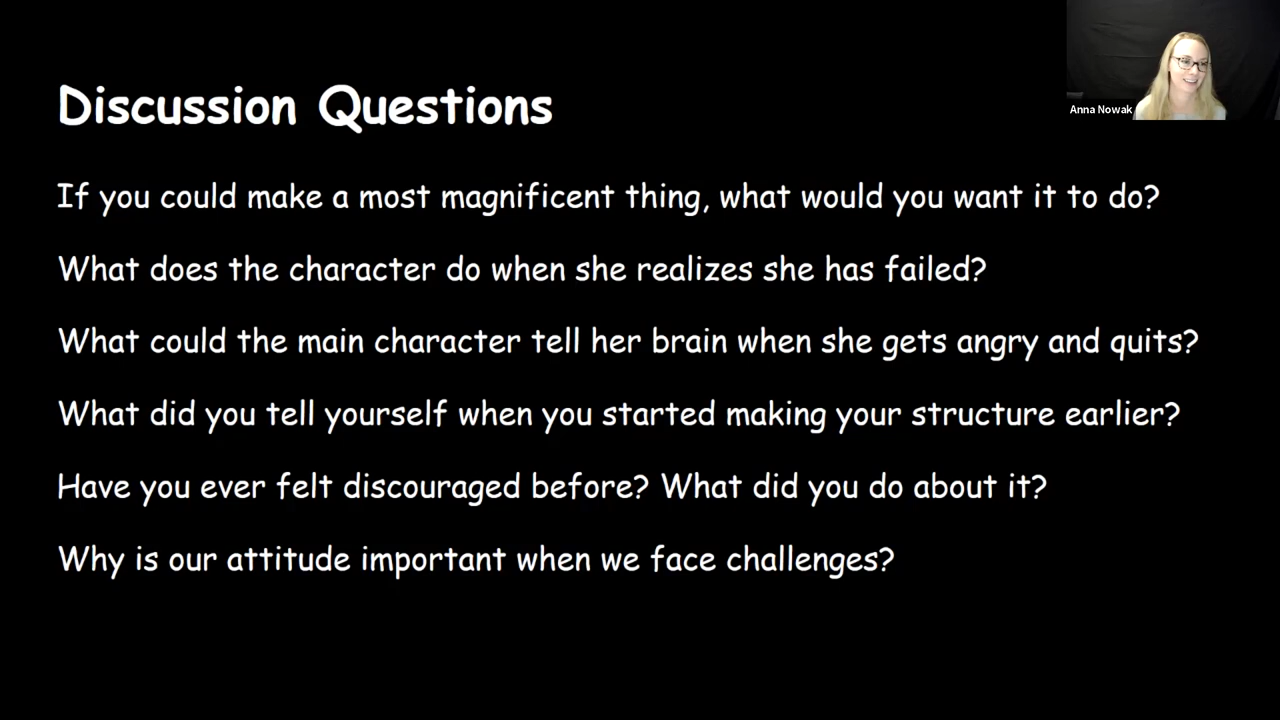 Discussion Questions
Anna Nowak
If you could make a most magnificent thing, what would you want it to do?
What does the character do when she realizes she has failed?
What could the main character tell her brain when she gets angry and quits?
What did you tell yourself when you started making your structure earlier?
Have you ever felt discouraged before? What did you do about it?
Why is our attitude important when we face challenges?